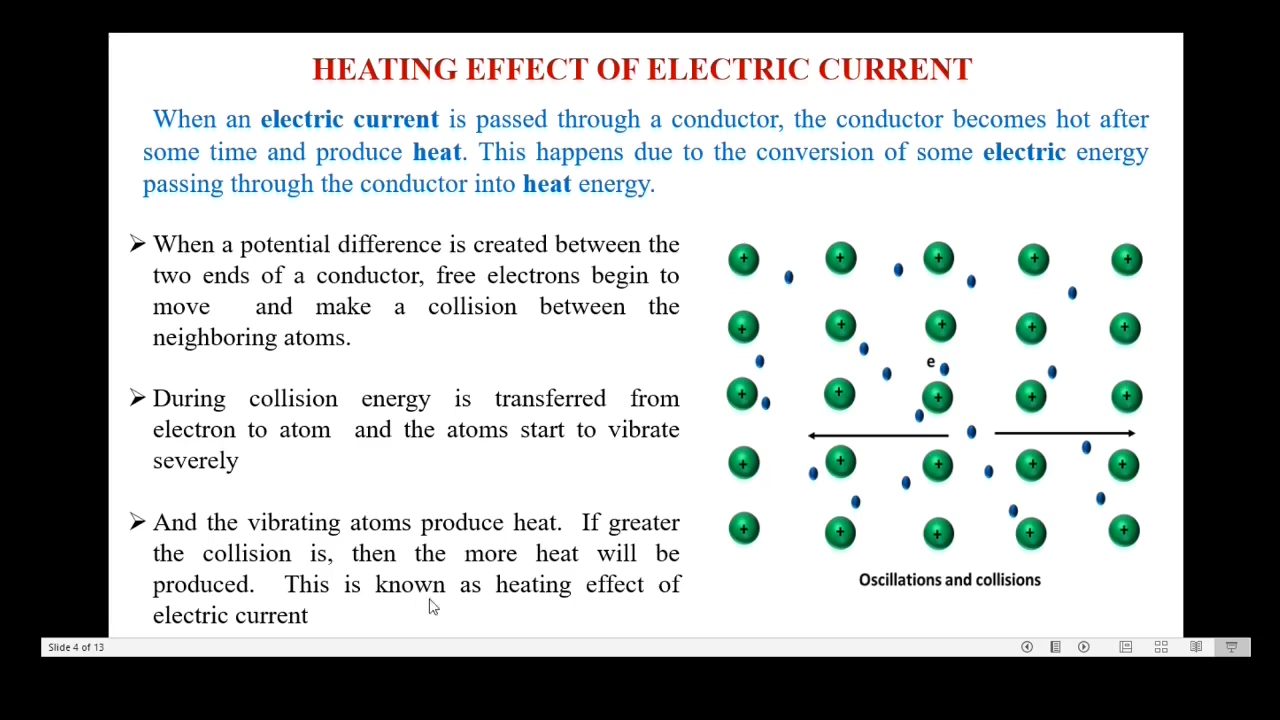 HEATING EFFECT OF ELECTRIC CURRENT
When an electric current is passed through a conductor, the conductor becomes hot after
some time and produce heat. This happens due to the conversion of some electric energy
passing through the conductor into heat energy.
➢ When a potential difference is created between the
two ends of a conductor, free electrons begin to
move and make a collision between the
neighboring atoms.
➢ During collision energy is transferred from
electron to atom and the atoms start to vibrate
severely
➢ And the vibrating atoms produce heat. If greater
the collision is, then the more heat will be
produced. This is known as heating effect of
electric current
+ + + + +
+ + + + +
e
+ + + + +
+ + + + +
+ + + + +
Oscillations and collisions
Slide 4 of 13